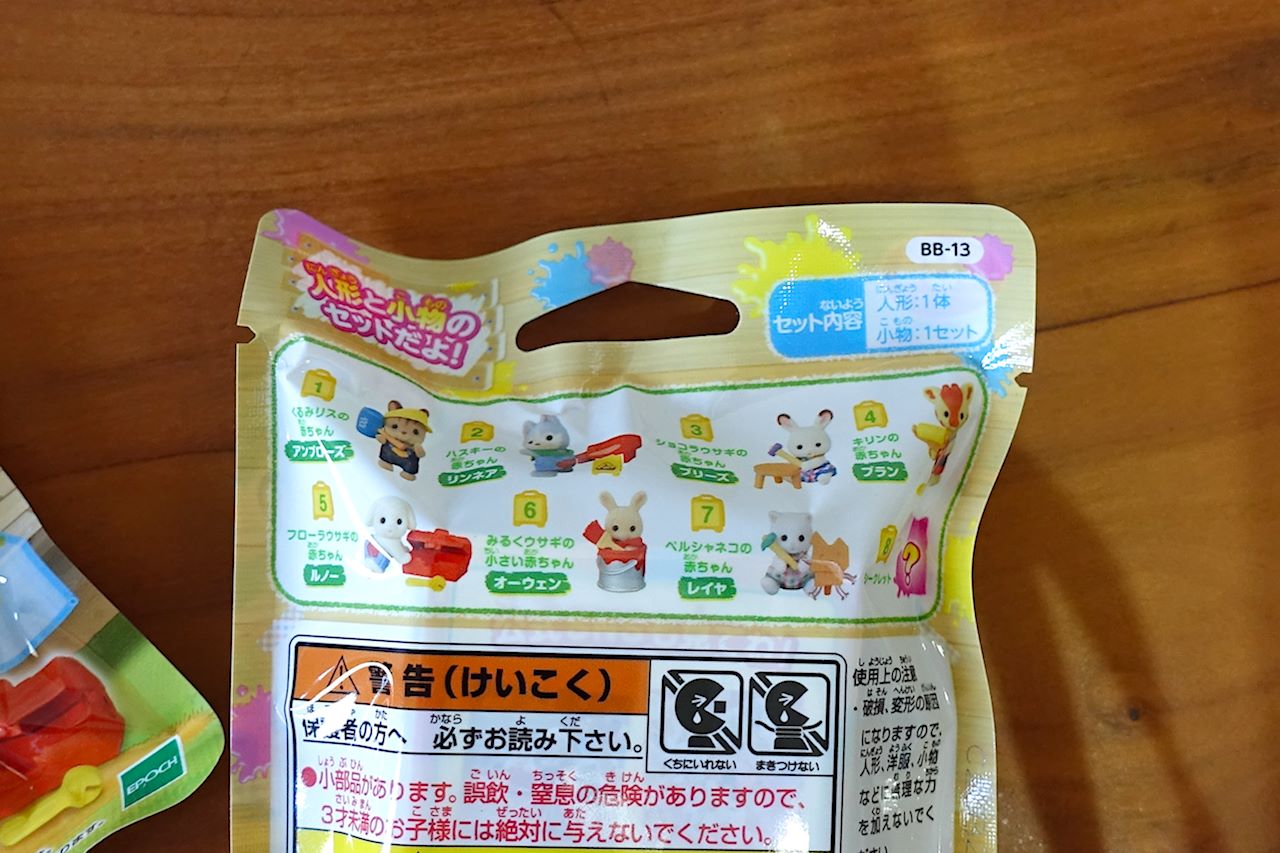 人形と小物の
セットだよ!
BB-13
セット内容
人形:1体
小物:1セット
1
くるみリスの
赤ちゃん
アンブローズ
2
ハスキーの
赤ちゃん
リンネア
3
ショコラウサギの
赤ちゃん
ブリーズ
4
キリンの
赤ちゃん
ブラン
5
フローラウサギの
赤ちゃん
ルノー
6
みるくウサギの
小さい赤ちゃん
オーウェン
7
ペルシャネコの
赤ちゃん
レイヤ
8
シークレット
?
警告(けいこく)
保護者の方へ 必ずお読み下さい。
くちにいれない
まきつけない
●小部品があります。誤飲・窒息の危険がありますので、
3才未満のお子様には絶対に与えないでください。
使用上の注意
・破損、変形の原因
になりますので、
人形、洋服、小物
などに無理な力
を加えないでく
ださい。
EPOCH